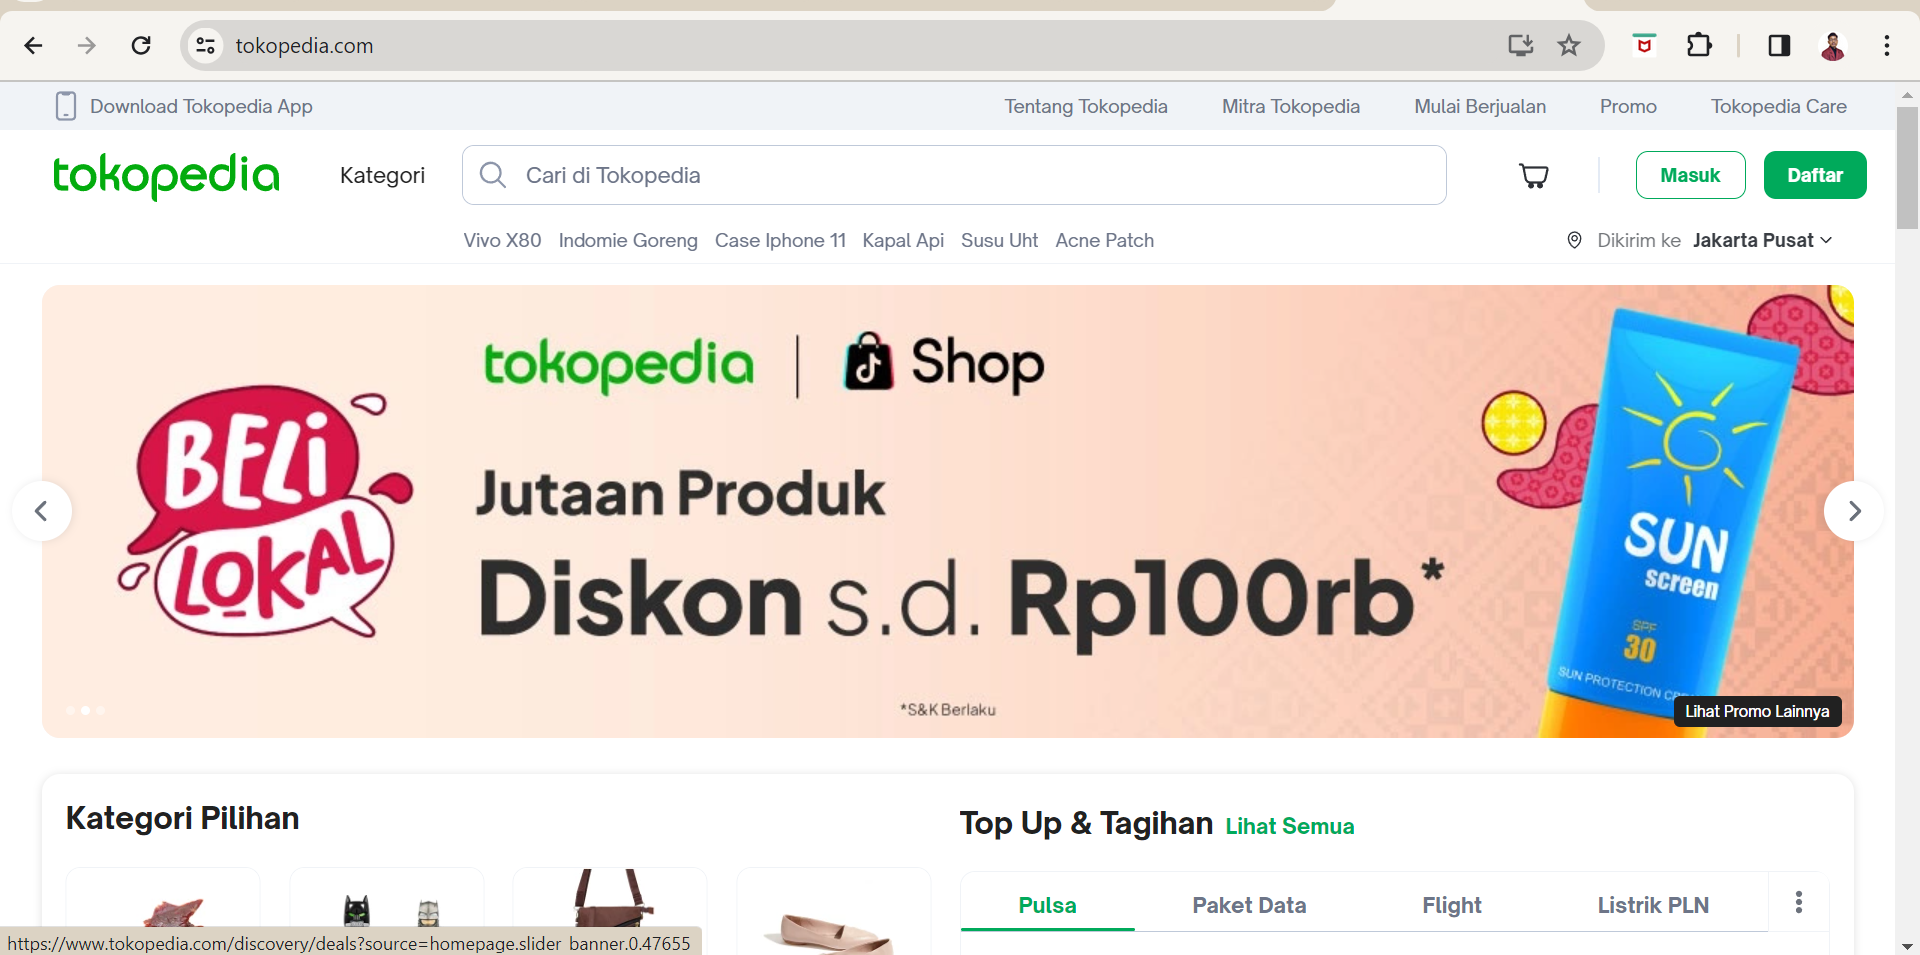 tokopedia.com
Download Tokopedia App
Tentang Tokopedia Mitra Tokopedia Mulai Berjualan Promo Tokopedia Care
tokopedia Kategori Cari di Tokopedia Masuk Daftar
Vivo X80 Indomie Goreng Case Iphone 11 Kapal Api Susu Uht Acne Patch Dikirim ke Jakarta Pusat
tokopedia | Shop
BELI
LOKAL
Jutaan Produk
Diskon s.d. Rp100rb*
*S&K Berlaku
SUN
screen
SPF
30
SUN PROTECTION
Lihat Promo Lainnya
Kategori Pilihan
Top Up & Tagihan Lihat Semua
Pulsa Paket Data Flight Listrik PLN
https://www.tokopedia.com/discovery/deals?source=homepage.slider_banner.0.47655